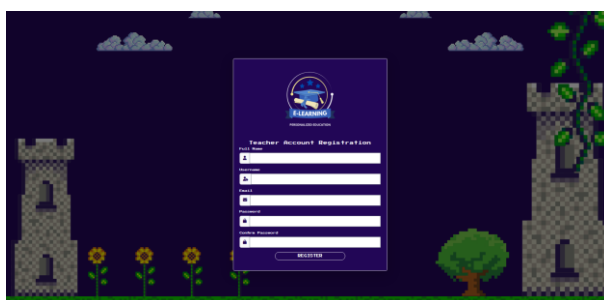 E-LEARNING
PERSONALIZED EDUCATION
Teacher Account Registration
Full Name
Username
Email
Password
Confirm Password
REGISTER